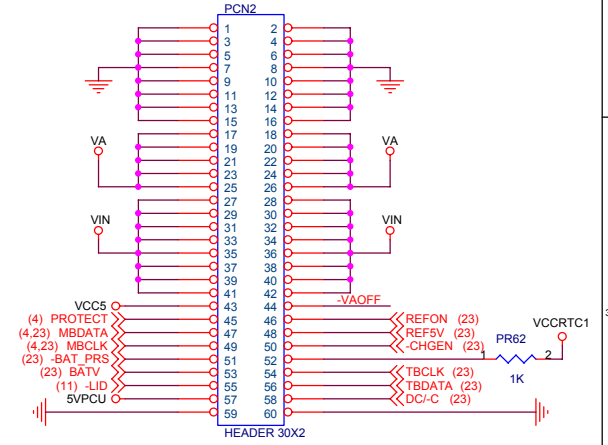 PCN2
1 2
3 4
5 6
7 8
9 10
11 12
13 14
15 16
17 18
VA 19 20 VA
21 22
23 24
25 26
27 28
29 30
VIN 31 32 VIN
33 34
35 36
37 38
39 40
41 42
VCC5 43 44 -VAOFF
(4) PROTECT 45 46 REFON (23)
(4,23) MBDATA 47 48 REF5V (23)
(4,23) MBCLK 49 50 -CHGEN (23)
VCCRTC1
PR62
(23) -BAT_PRS 51 52 1 2
1K
(23) BATV 53 54 TBCLK (23)
(11) -LID 55 56 TBDATA (23)
5VPCU 57 58 DC/-C (23)
59 60
HEADER 30X2
3